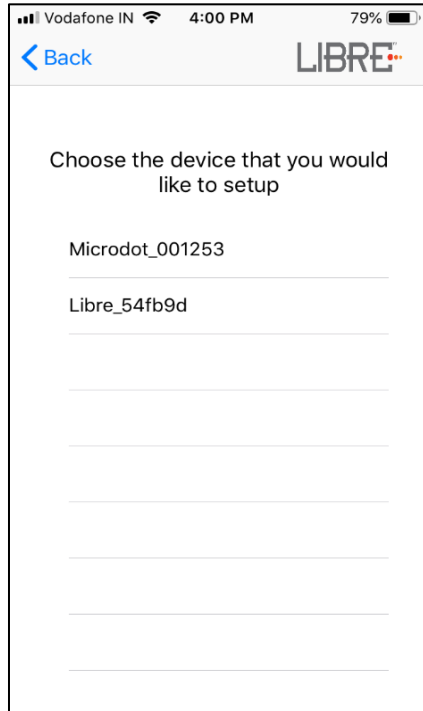 Vodafone IN 4:00 PM 79%
Back LIBRE
Choose the device that you would
like to setup
Microdot_001253
Libre_54fb9d